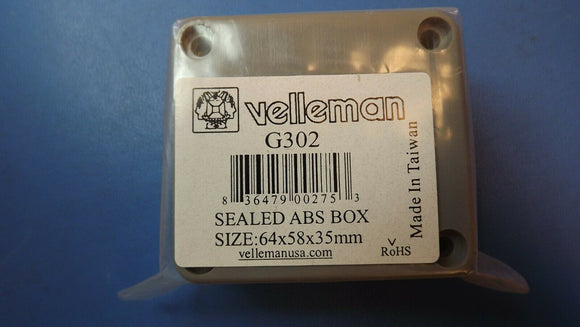 velleman
G302
8 36479 00275 3
SEALED ABS BOX
SIZE:64x58x35mm
vellemanusa.com
Made In Taiwan
V
RoHS